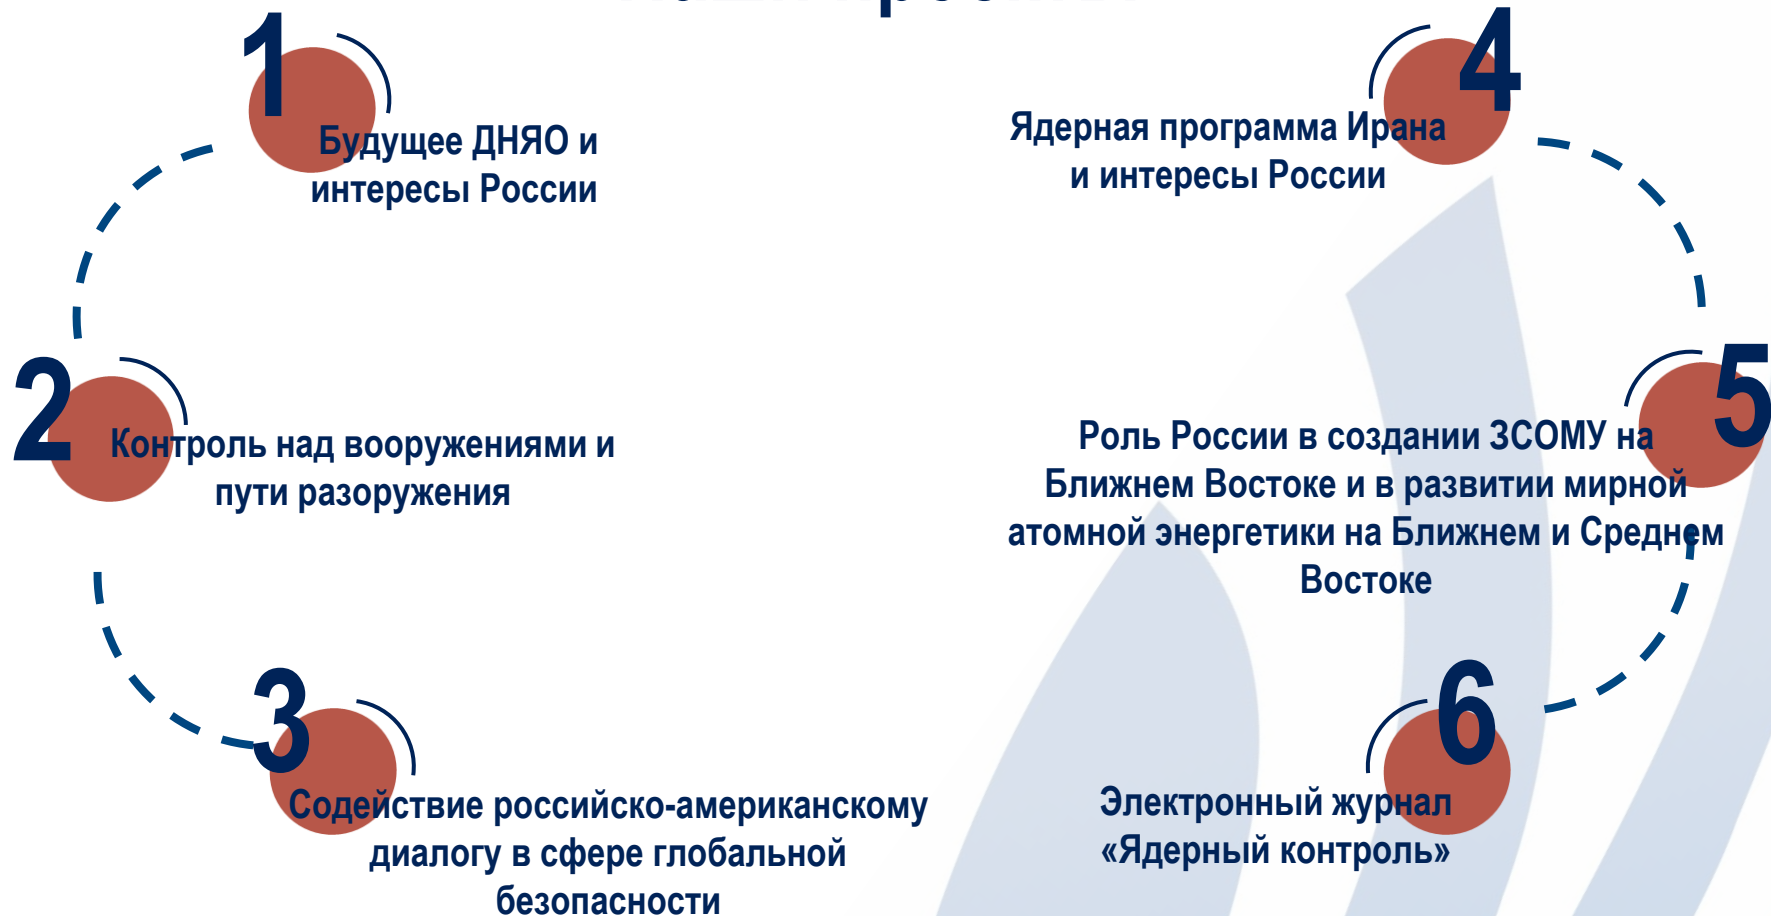 1
Будущее ДНЯО и
интересы России
2
Контроль над вооружениями и
пути разоружения
3
Содействие российско-американскому
диалогу в сфере глобальной
безопасности
4
Ядерная программа Ирана
и интересы России
5
Роль России в создании ЗСОМУ на
Ближнем Востоке и в развитии мирной
атомной энергетики на Ближнем и Среднем
Востоке
6
Электронный журнал
«Ядерный контроль»